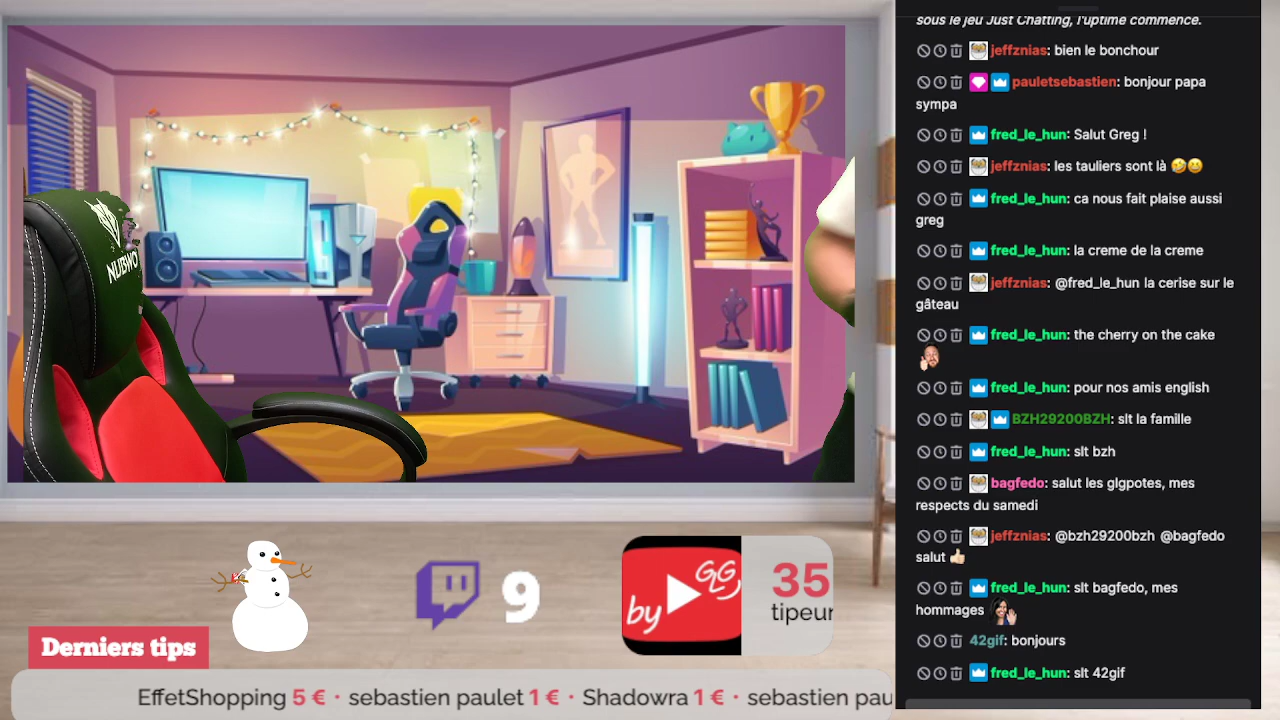 NUBWO
by
GG
35
tipeur
9
Derniers tips
EffetShopping 5 € · sebastien paulet 1 € · Shadowra 1 € · sebastien pau
sous le jeu Just Chatting, l'uptime commence.
jeffznias: bien le bonchour
pauletsebastien: bonjour papa
sympa
fred_le_hun: Salut Greg !
jeffznias: les tauliers sont là 🤣😀
fred_le_hun: ca nous fait plaise aussi
greg
fred_le_hun: la creme de la creme
jeffznias: @fred_le_hun la cerise sur le
gâteau
fred_le_hun: the cherry on the cake
fred_le_hun: pour nos amis english
BZH29200BZH: slt la famille
fred_le_hun: slt bzh
bagfedo: salut les glgpotes, mes
respects du samedi
jeffznias: @bzh29200bzh @bagfedo
salut 👍🏻
fred_le_hun: slt bagfedo, mes
hommages
42gif: bonjours
fred_le_hun: slt 42gif